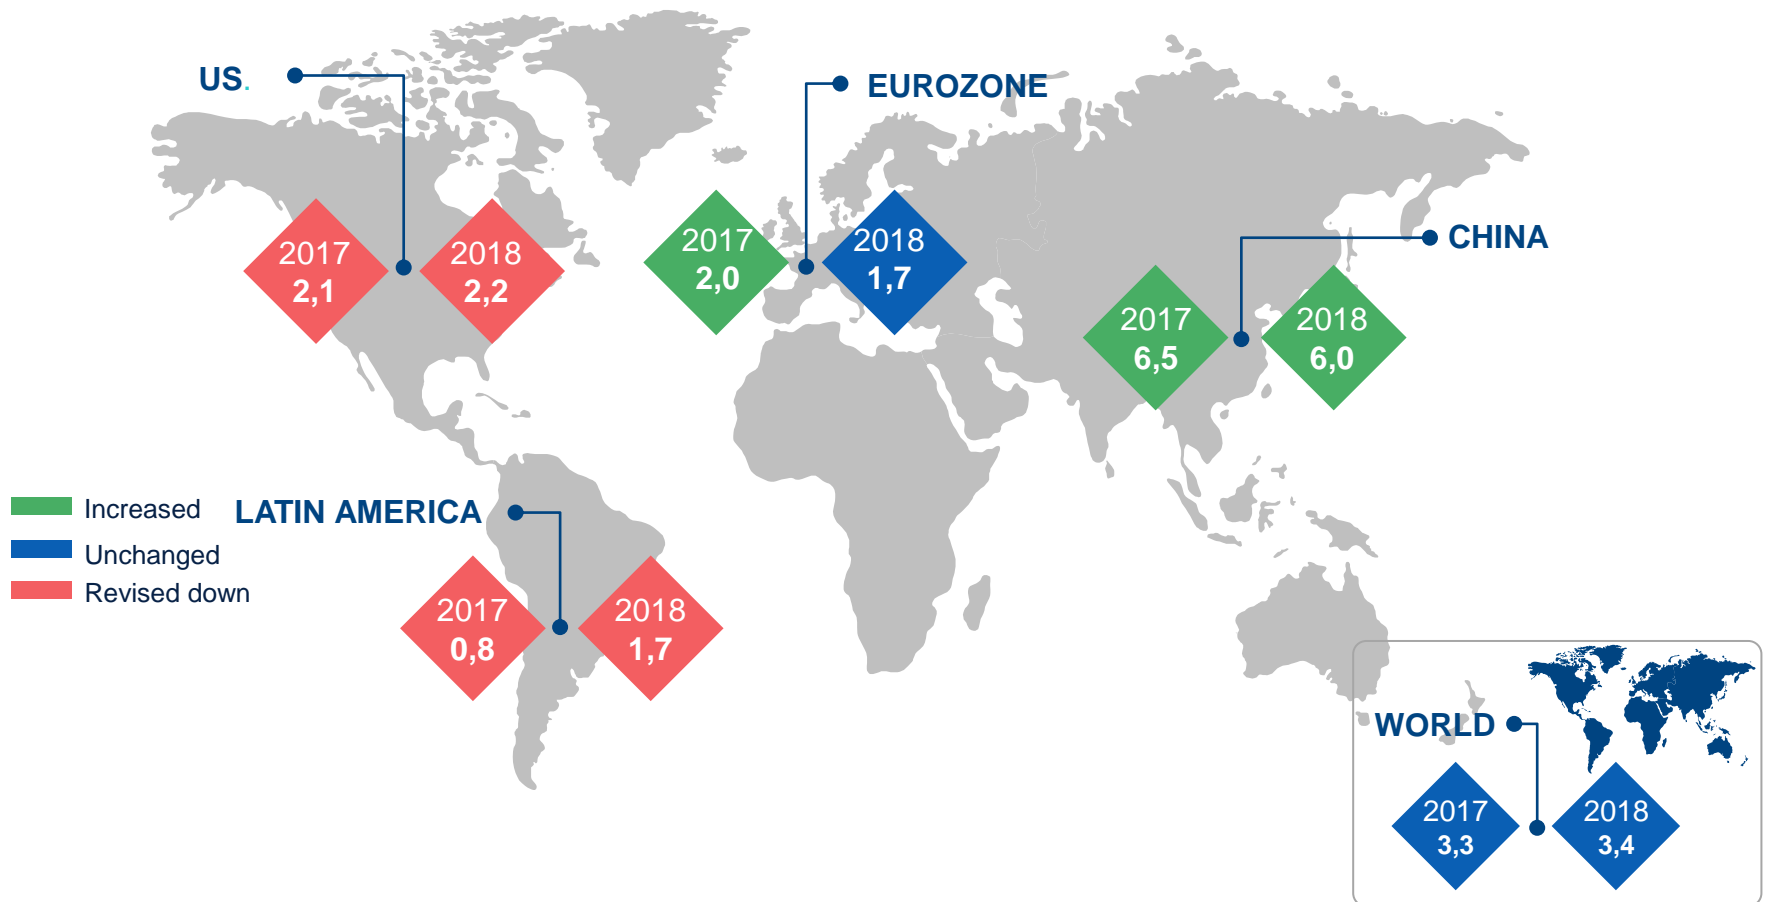 US.
EUROZONE
2017
2,1
2018
2,2
2017
2,0
2018
1,7
CHINA
2017
6,5
2018
6,0
Increased
Unchanged
Revised down
LATIN AMERICA
2017
0,8
2018
1,7
WORLD
2017
3,3
2018
3,4